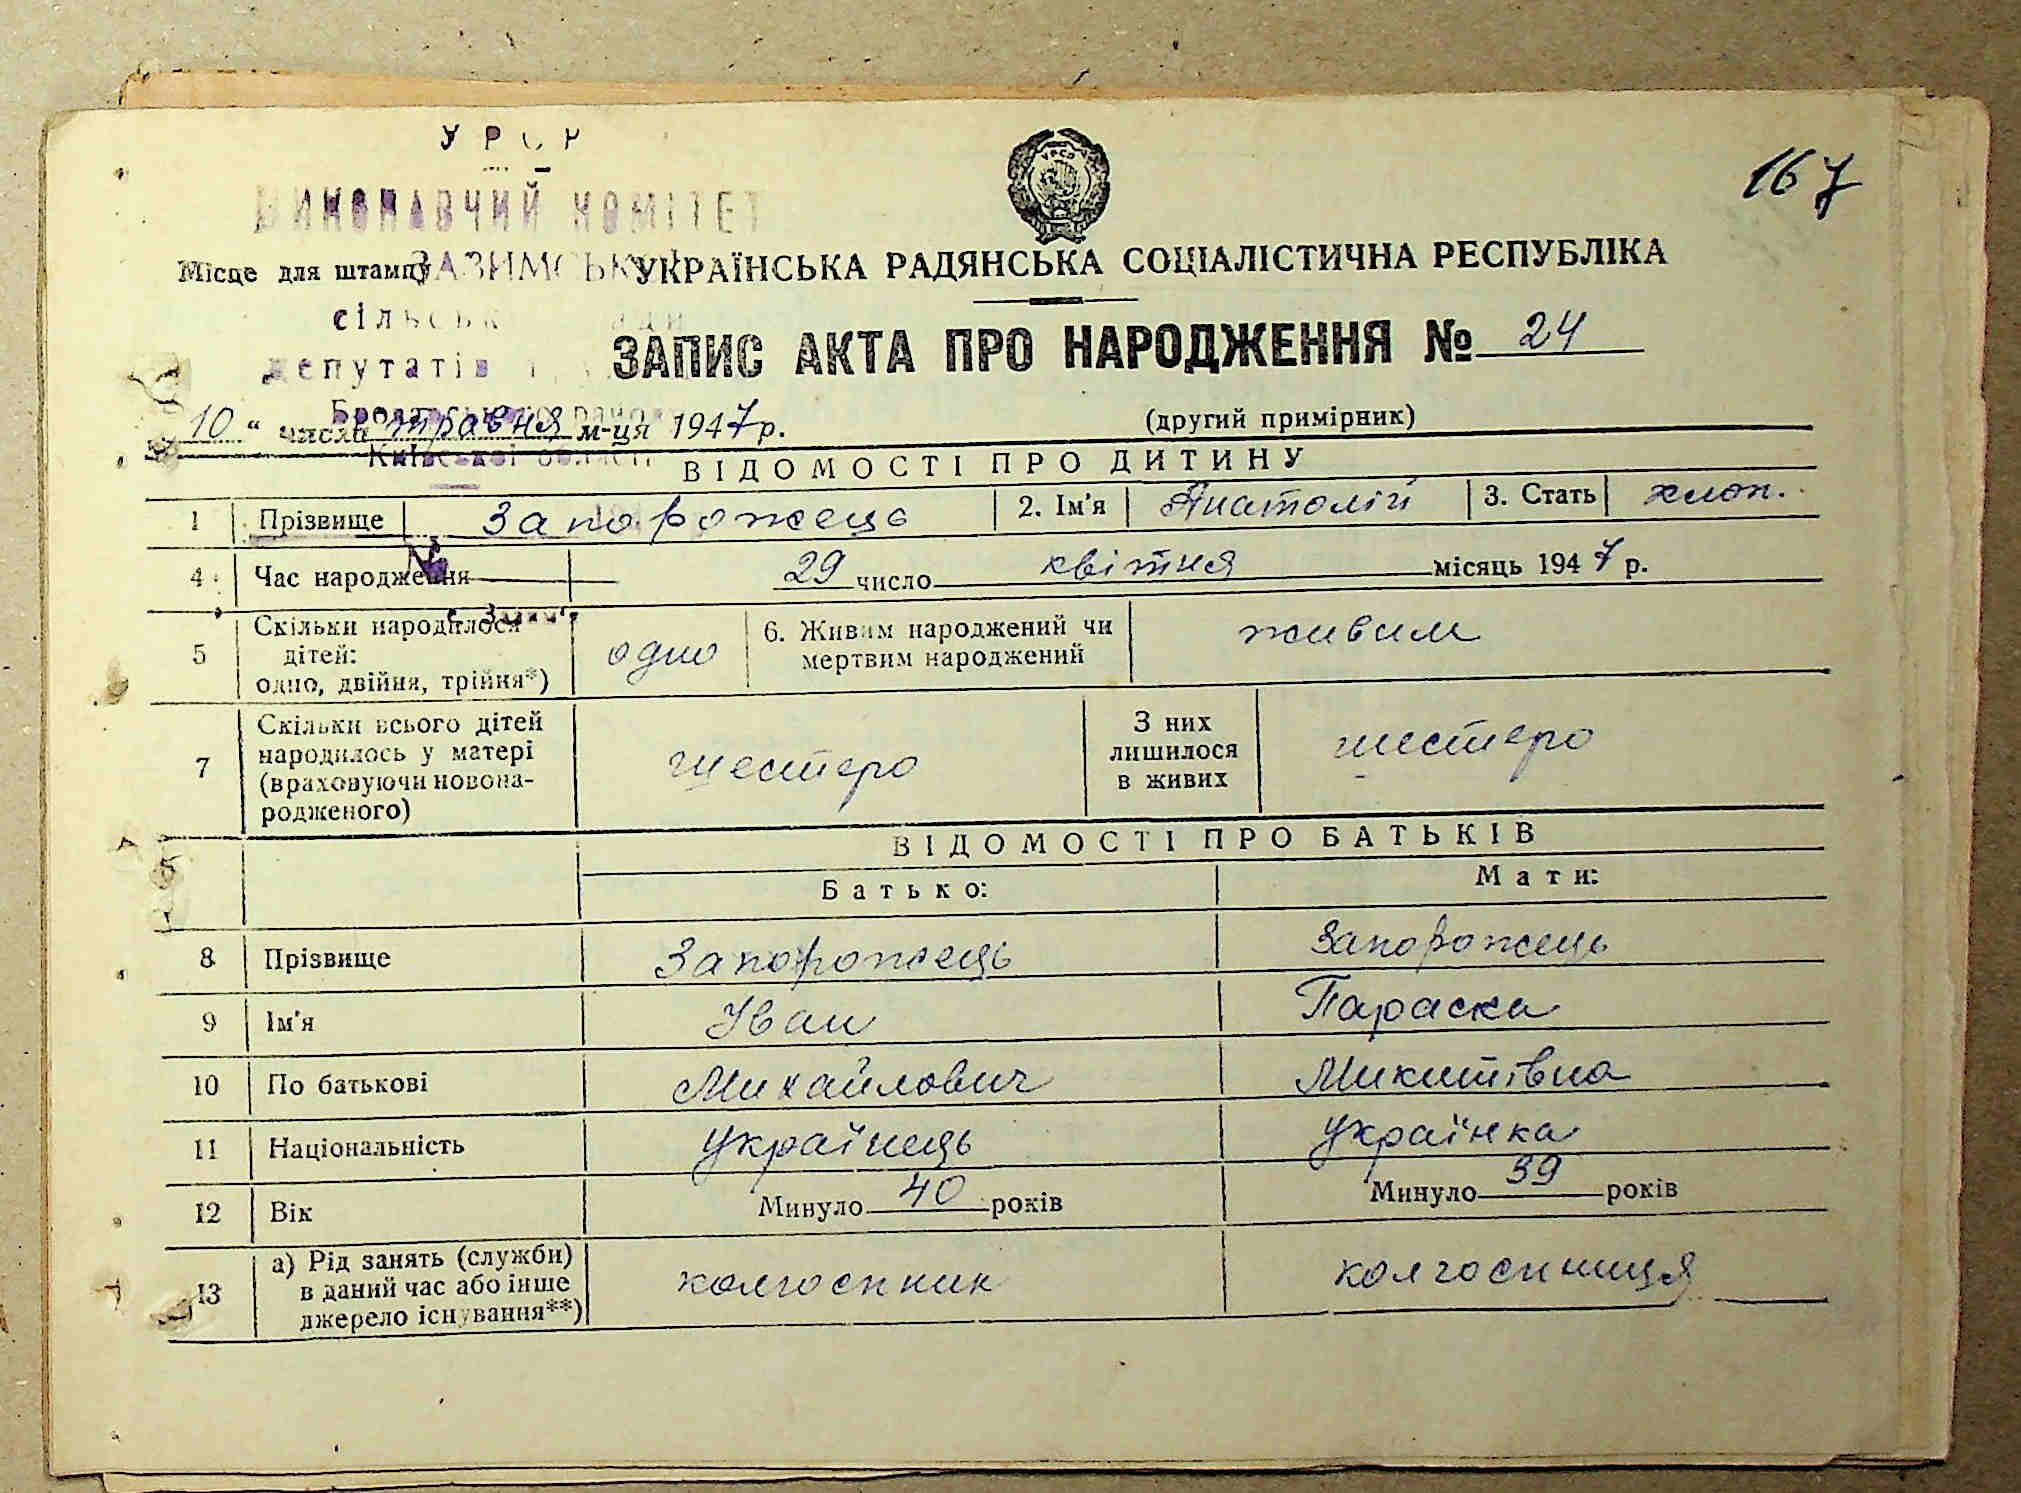 УРСР
ВИКОНАВЧИЙ КОМІТЕТ
167
Місце для штампу ЗАЗИМСЬКОЇ УКРАЇНСЬКА РАДЯНСЬКА СОЦІАЛІСТИЧНА РЕСПУБЛІКА
сільської ради
депутатів ЗАПИС АКТА ПРО НАРОДЖЕННЯ № 24
Броварського району
10 " числа травня м-ця 1947 р. (другий примірник)
Київської області
ВІДОМОСТІ ПРО ДИТИНУ
1 Прізвище Запорожець 2. Ім'я Анатолій 3. Стать хлоп.
4 Час народження 29 число квітня місяць 1947 р.
5 Скільки народилося дітей: одно, двійня, трійня*) одно 6. Живим народжений чи мертвим народжений живим
7 Скільки всього дітей народилось у матері (враховуючи новонародженого) шестеро З них лишилося в живих шестеро
ВІДОМОСТІ ПРО БАТЬКІВ
Батько: Мати:
8 Прізвище Запорожець Запорожець
9 Ім'я Іван Параска
10 По батькові Михайлович Микитівна
11 Національність Українець Українка
12 Вік Минуло 40 років Минуло 39 років
13 а) Рід занять (служби) в даний час або інше джерело існування**) колгоспник колгоспниця